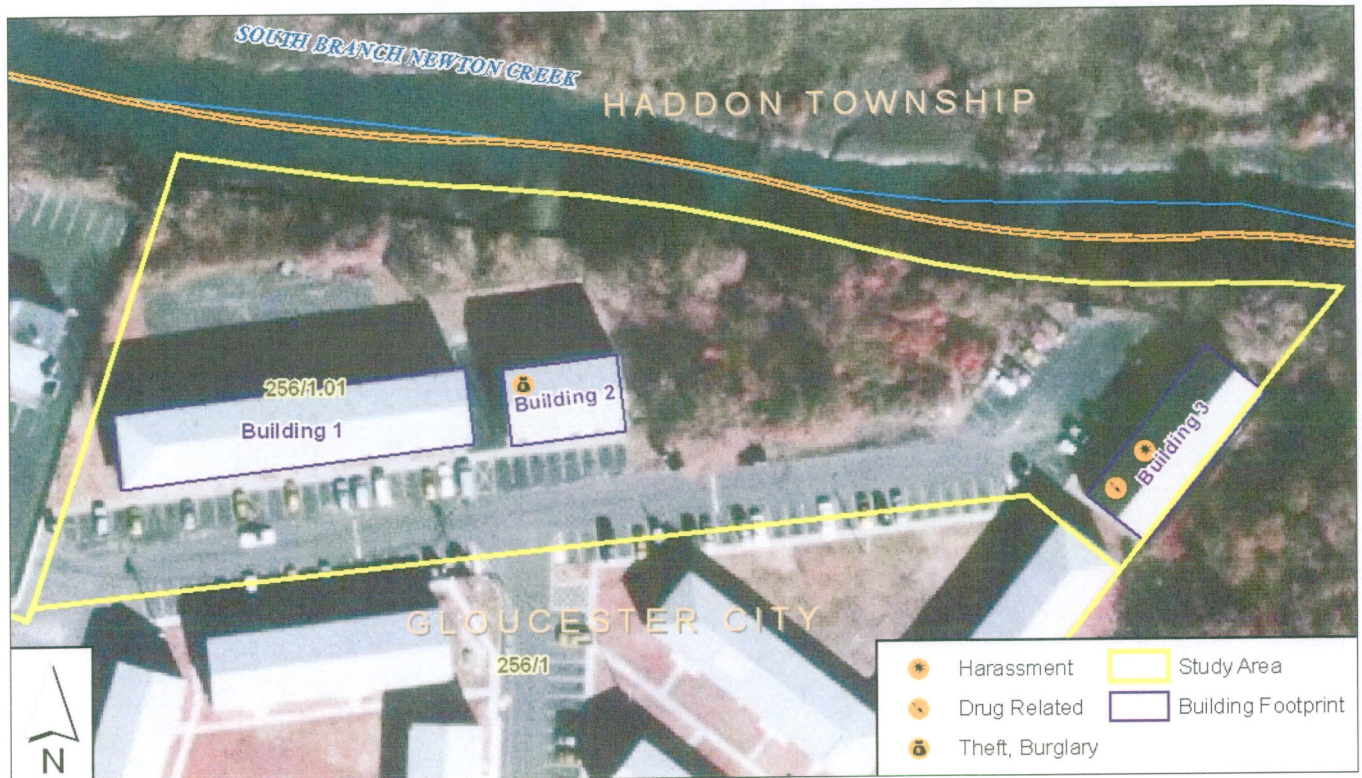 SOUTH BRANCH NEWTON CREEK
HADDON TOWNSHIP
256/1.01
Building 1
Building 2
Building 3
GLOUCESTER CITY
256/1
N
Harassment
Drug Related
Theft, Burglary
Study Area
Building Footprint